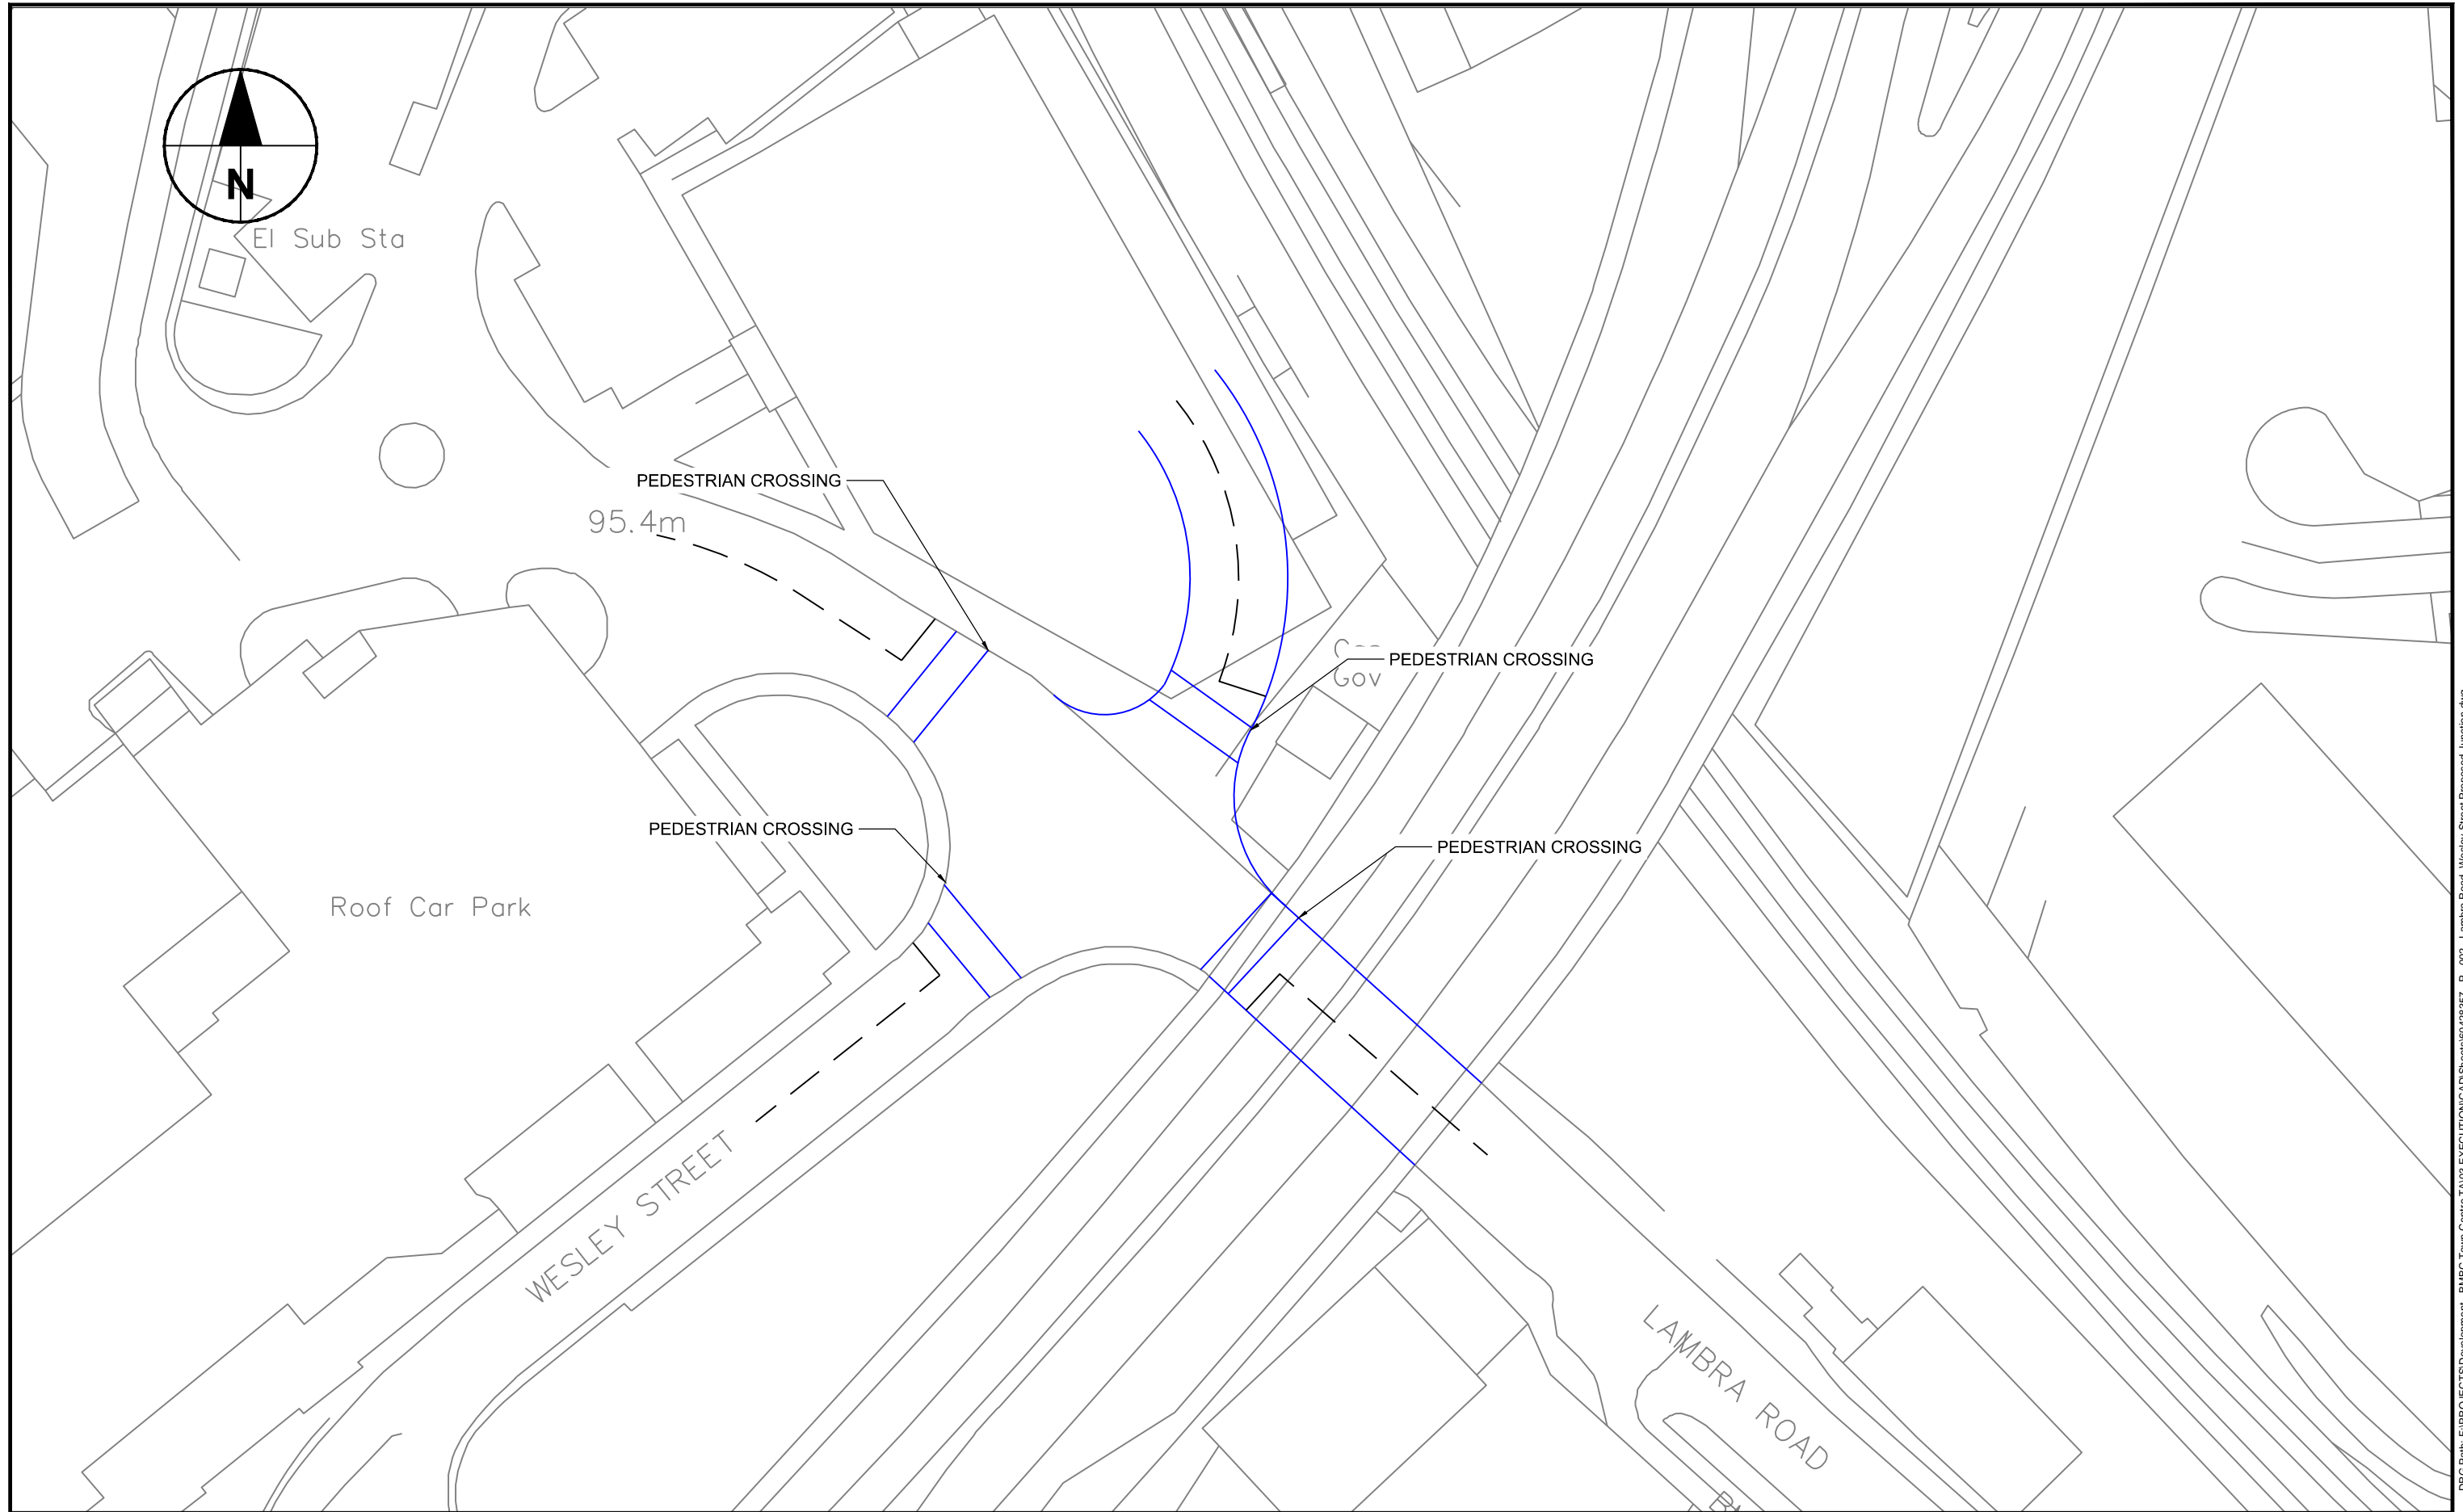 N
El Sub Sta
PEDESTRIAN CROSSING
95.4m
PEDESTRIAN CROSSING
Gov
PEDESTRIAN CROSSING
PEDESTRIAN CROSSING
Roof Car Park
WESLEY STREET
LAMBRA ROAD